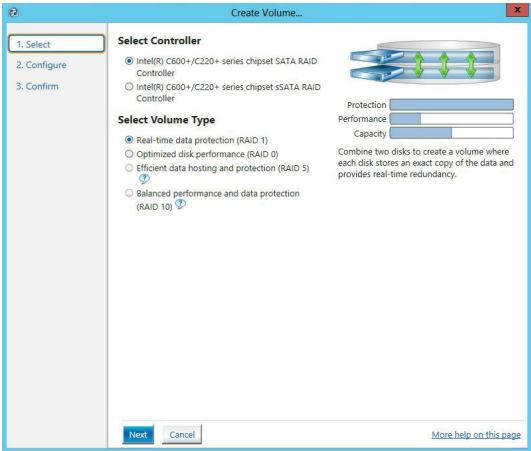 Create Volume...
x
1. Select
2. Configure
3. Confirm
Select Controller
Intel(R) C600+/C220+ series chipset SATA RAID
Controller
Intel(R) C600+/C220+ series chipset sSATA RAID
Controller
Select Volume Type
Real-time data protection (RAID 1)
Optimized disk performance (RAID 0)
Efficient data hosting and protection (RAID 5)
?
Balanced performance and data protection
(RAID 10) ?
Protection
Performance
Capacity
Combine two disks to create a volume where
each disk stores an exact copy of the data and
provides real-time redundancy.
Next
Cancel
More help on this page